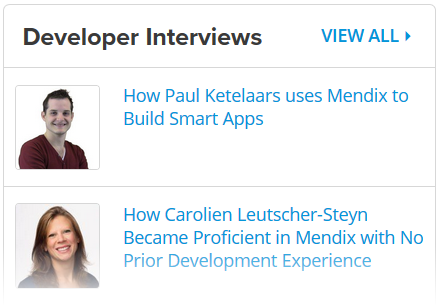 Developer Interviews VIEW ALL
How Paul Ketelaars uses Mendix to
Build Smart Apps
How Carolien Leutscher-Steyn
Became Proficient in Mendix with No
Prior Development Experience